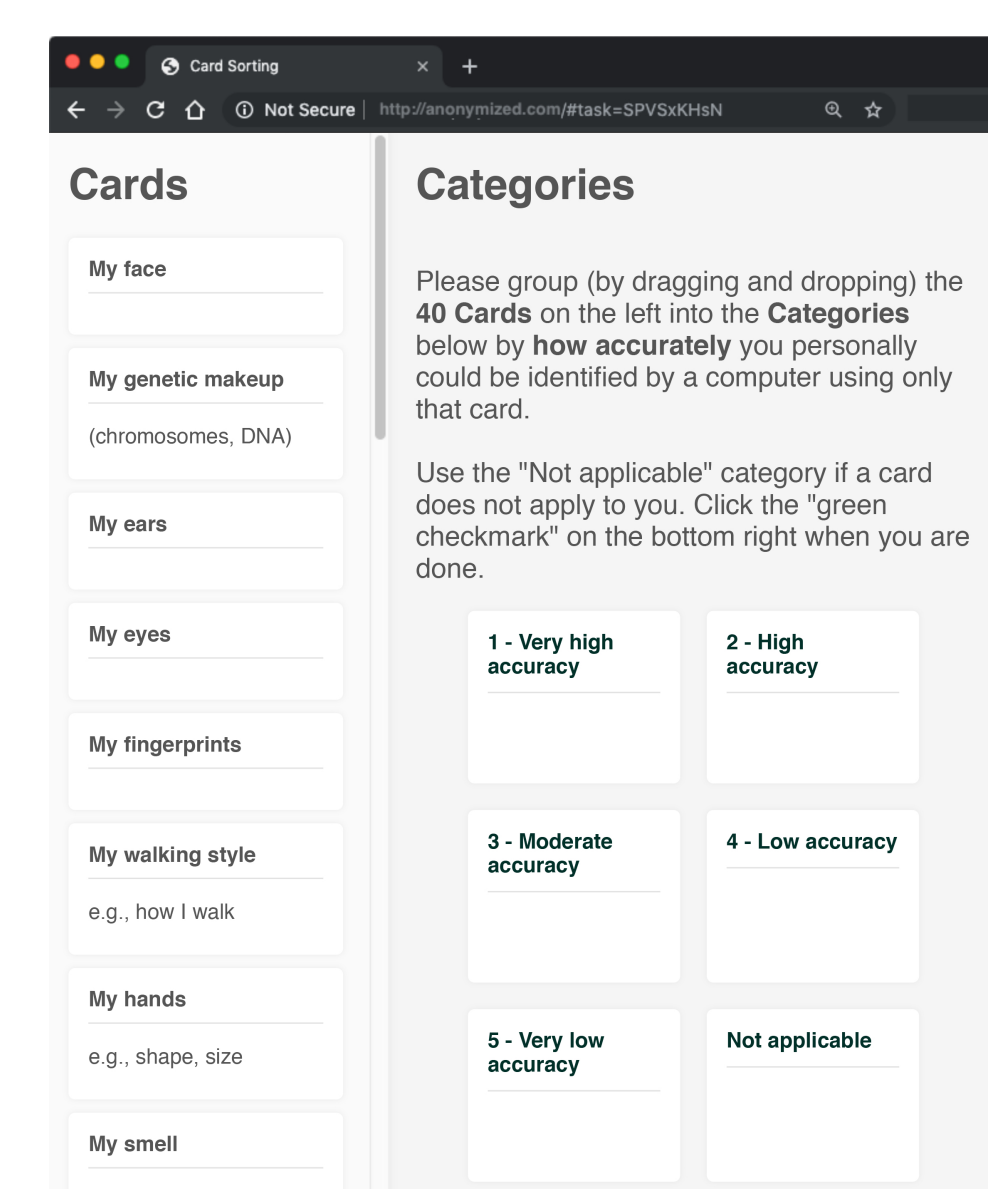 Card Sorting
Not Secure
http://anonymized.com/#task=SPVSxKHsN
Cards
My face
My genetic makeup
(chromosomes, DNA)
My ears
My eyes
My fingerprints
My walking style
e.g., how I walk
My hands
e.g., shape, size
My smell
Categories
Please group (by dragging and dropping) the
40 Cards on the left into the Categories
below by how accurately you personally
could be identified by a computer using only
that card.
Use the "Not applicable" category if a card
does not apply to you. Click the "green
checkmark" on the bottom right when you are
done.
1 - Very high
accuracy
2 - High
accuracy
3 - Moderate
accuracy
4 - Low accuracy
5 - Very low
accuracy
Not applicable